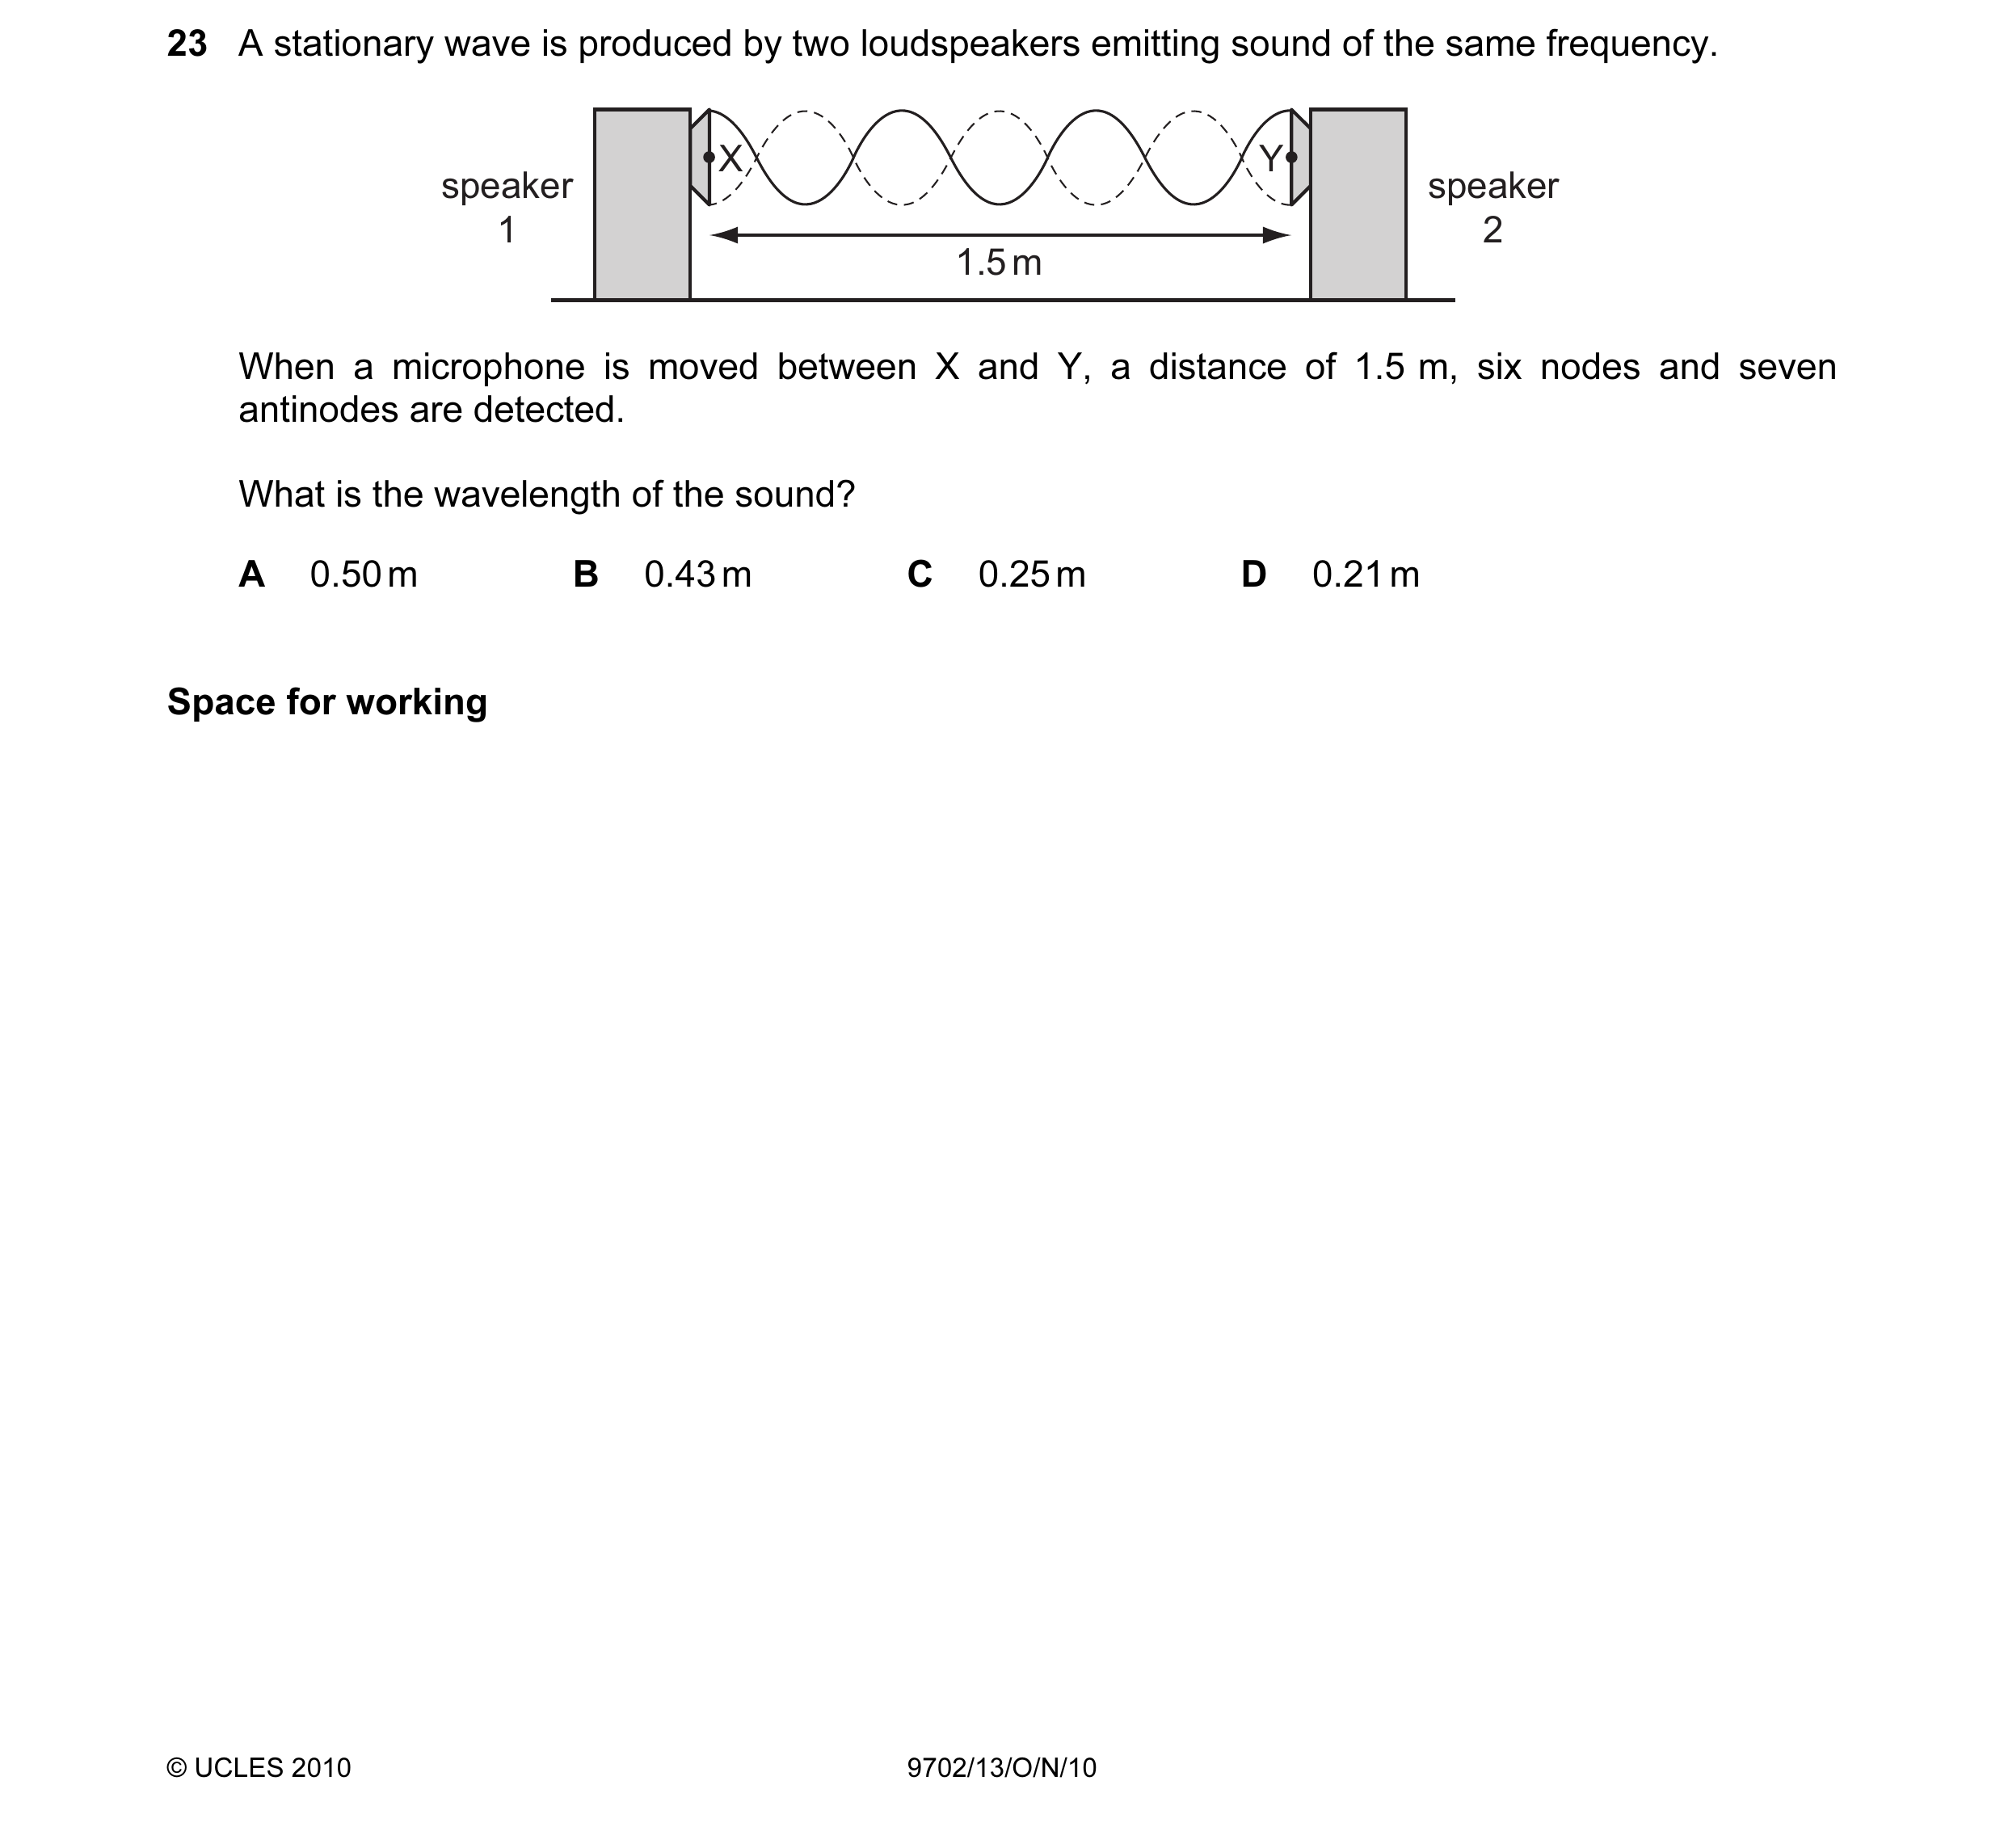 23 A stationary wave is produced by two loudspeakers emitting sound of the same frequency.
X
Y
speaker
1
speaker
2
1.5 m
When a microphone is moved between X and Y, a distance of 1.5 m, six nodes and seven
antinodes are detected.
What is the wavelength of the sound?
A 0.50 m B 0.43 m C 0.25 m D 0.21 m
Space for working
© UCLES 2010 9702/13/O/N/10